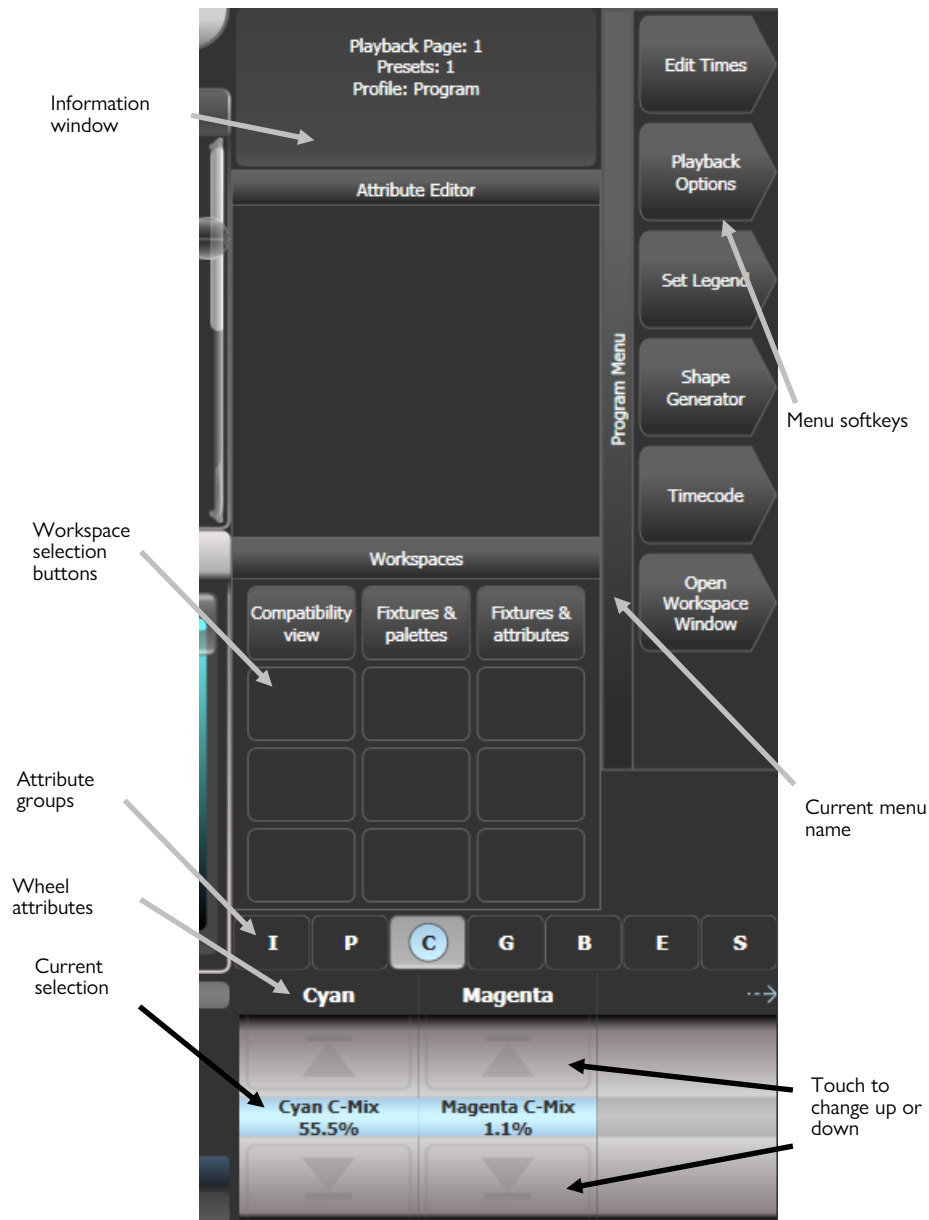 Playback Page: 1
Presets: 1
Profile: Program
Edit Times
Information
window
Playback
Options
Attribute Editor
Set Legend
Program Menu
Shape
Generator
Menu softkeys
Timecode
Workspace
selection
buttons
Workspaces
Open
Workspace
Window
Compatibility
view
Fixtures &
palettes
Fixtures &
attributes
Attribute
groups
Current menu
name
Wheel
attributes
I
P
C
G
B
E
S
Current
selection
Cyan
Magenta
Cyan C-Mix
55.5%
Magenta C-Mix
1.1%
Touch to
change up or
down